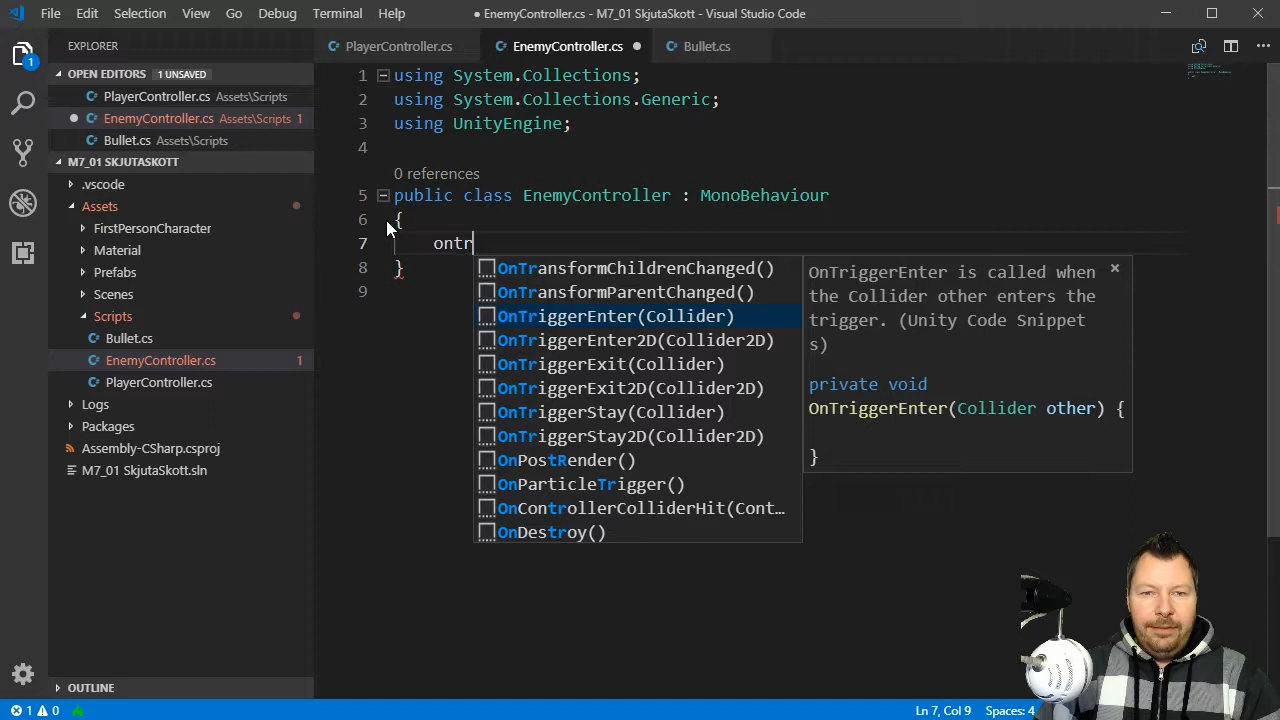 File Edit Selection View Go Debug Terminal Help
● EnemyController.cs - M7_01 SkjutaSkott - Visual Studio Code
EXPLORER
OPEN EDITORS 1 UNSAVED
PlayerController.cs Assets\Scripts
EnemyController.cs Assets\Scripts 1
Bullet.cs Assets\Scripts
M7_01 SKJUTASKOTT
.vscode
Assets
FirstPersonCharacter
Material
Prefabs
Scenes
Scripts
Bullet.cs
EnemyController.cs 1
PlayerController.cs
Logs
Packages
Assembly-CSharp.csproj
M7_01 SkjutaSkott.sln
OUTLINE
1
PlayerController.cs
EnemyController.cs
Bullet.cs
1 using System.Collections;
2 using System.Collections.Generic;
3 using UnityEngine;
4
0 references
5 public class EnemyController : MonoBehaviour
6 {
7 ontr
8 }
9
OnTransformChildrenChanged()
OnTransformParentChanged()
OnTriggerEnter(Collider)
OnTriggerEnter2D(Collider2D)
OnTriggerExit(Collider)
OnTriggerExit2D(Collider2D)
OnTriggerStay(Collider)
OnTriggerStay2D(Collider2D)
OnPostRender()
OnParticleTrigger()
OnControllerColliderHit(Cont…
OnDestroy()
OnTriggerEnter is called when
the Collider other enters the
trigger. (Unity Code Snippet
s)
private void
OnTriggerEnter(Collider other) {
}
1 0
Ln 7, Col 9 Spaces: 4